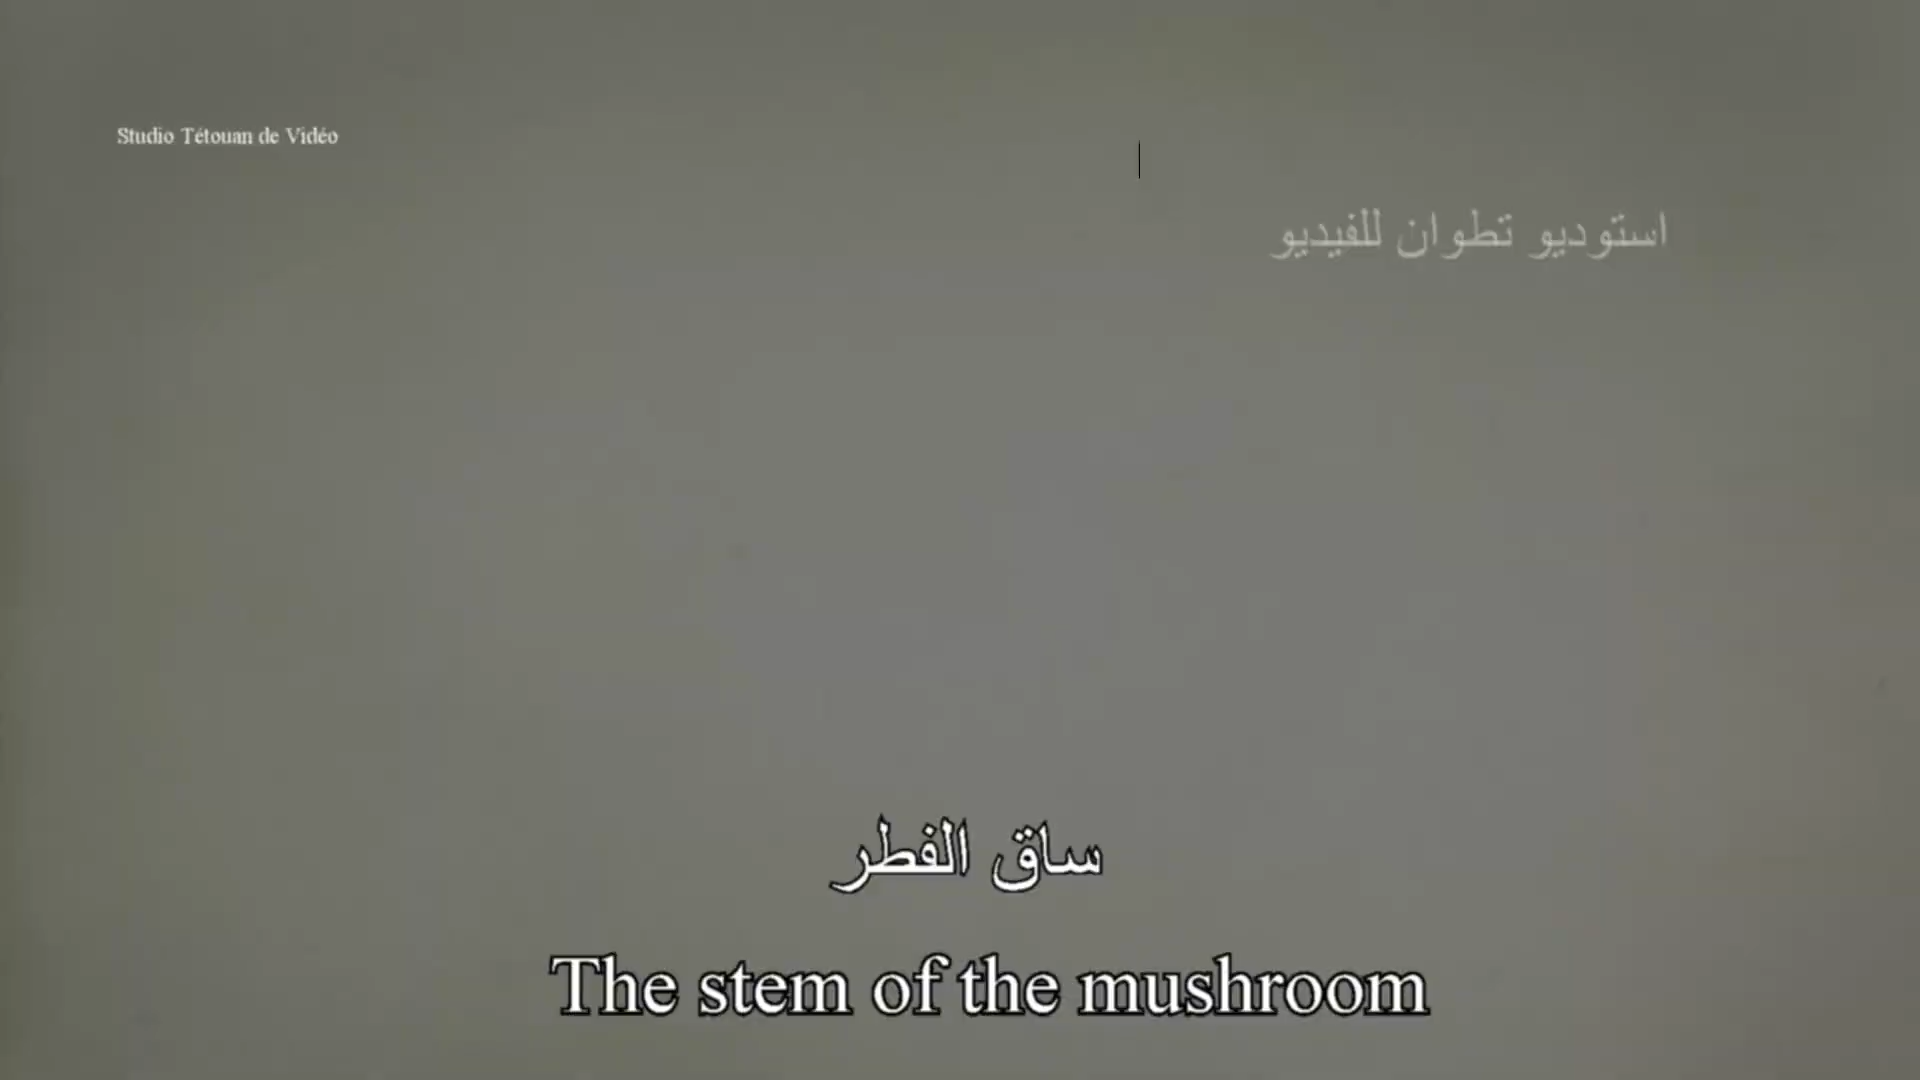 Studio Tétouan de Vidéo
استوديو تطوان للفيديو
ساق الفطر
The stem of the mushroom